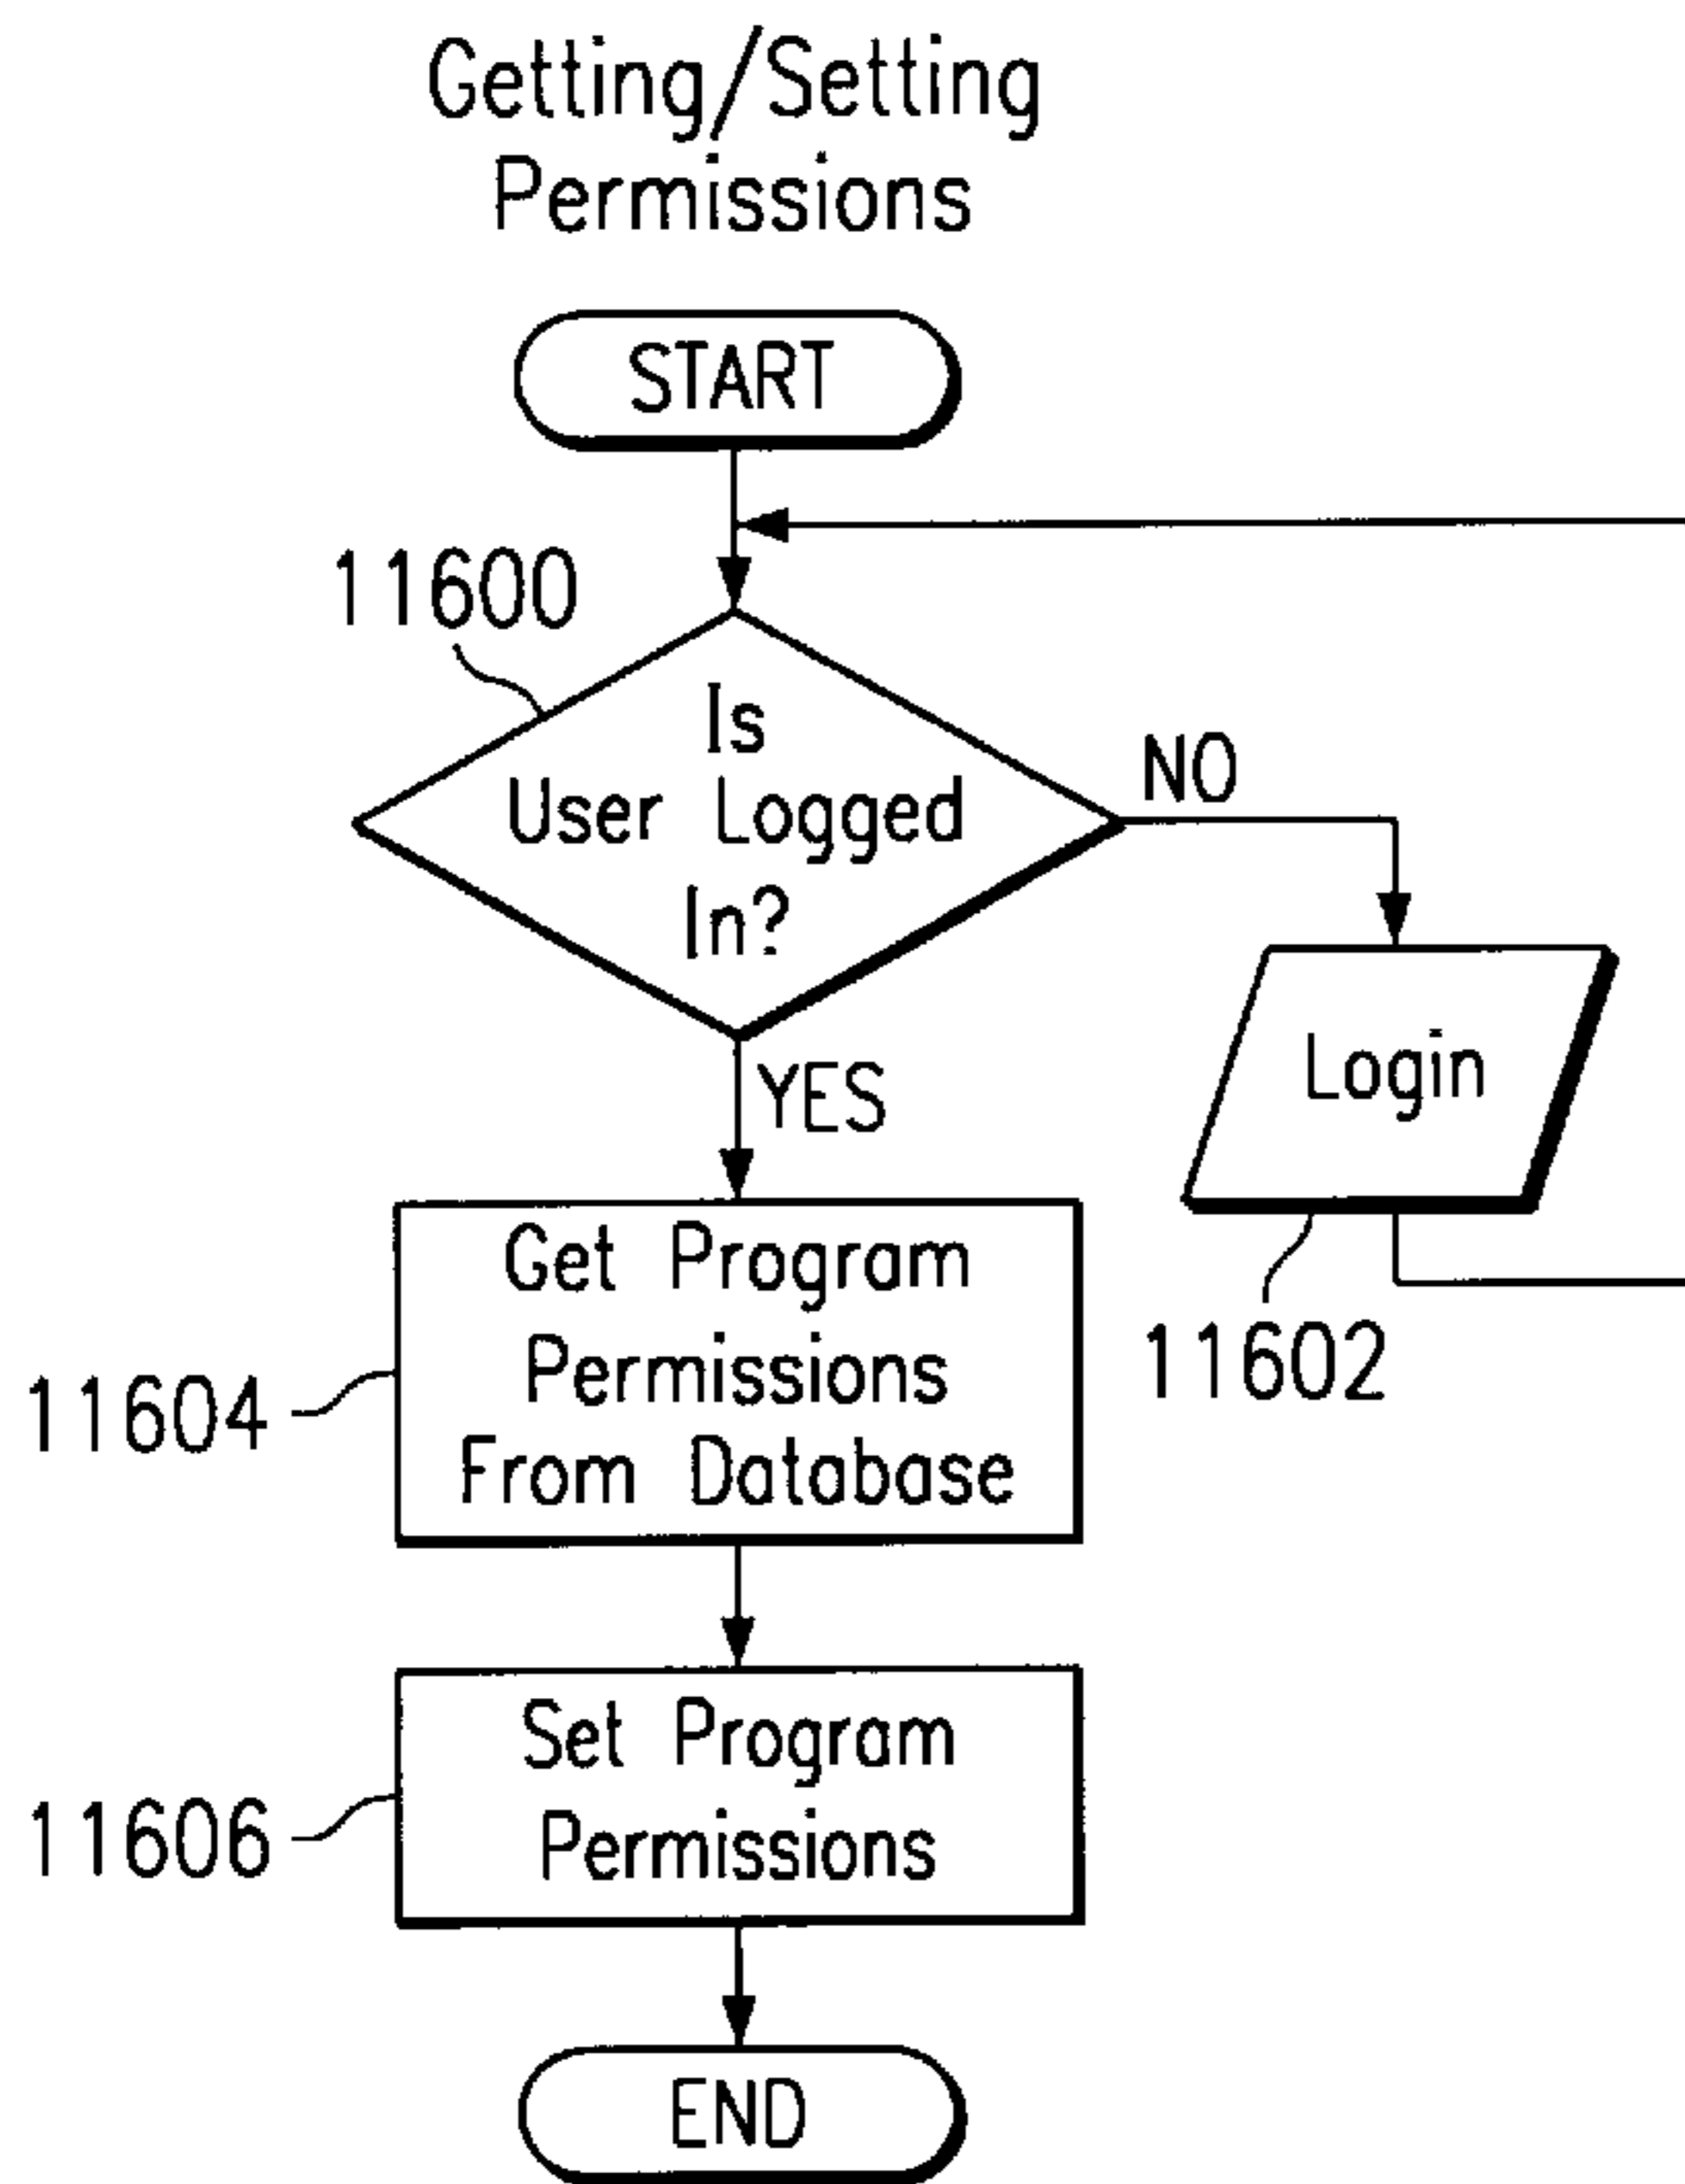 Getting/Setting
Permissions
START
11600
Is
User Logged
In?
NO
YES
Login
11602
Get Program
Permissions
From Database
11604
Set Program
Permissions
11606
END